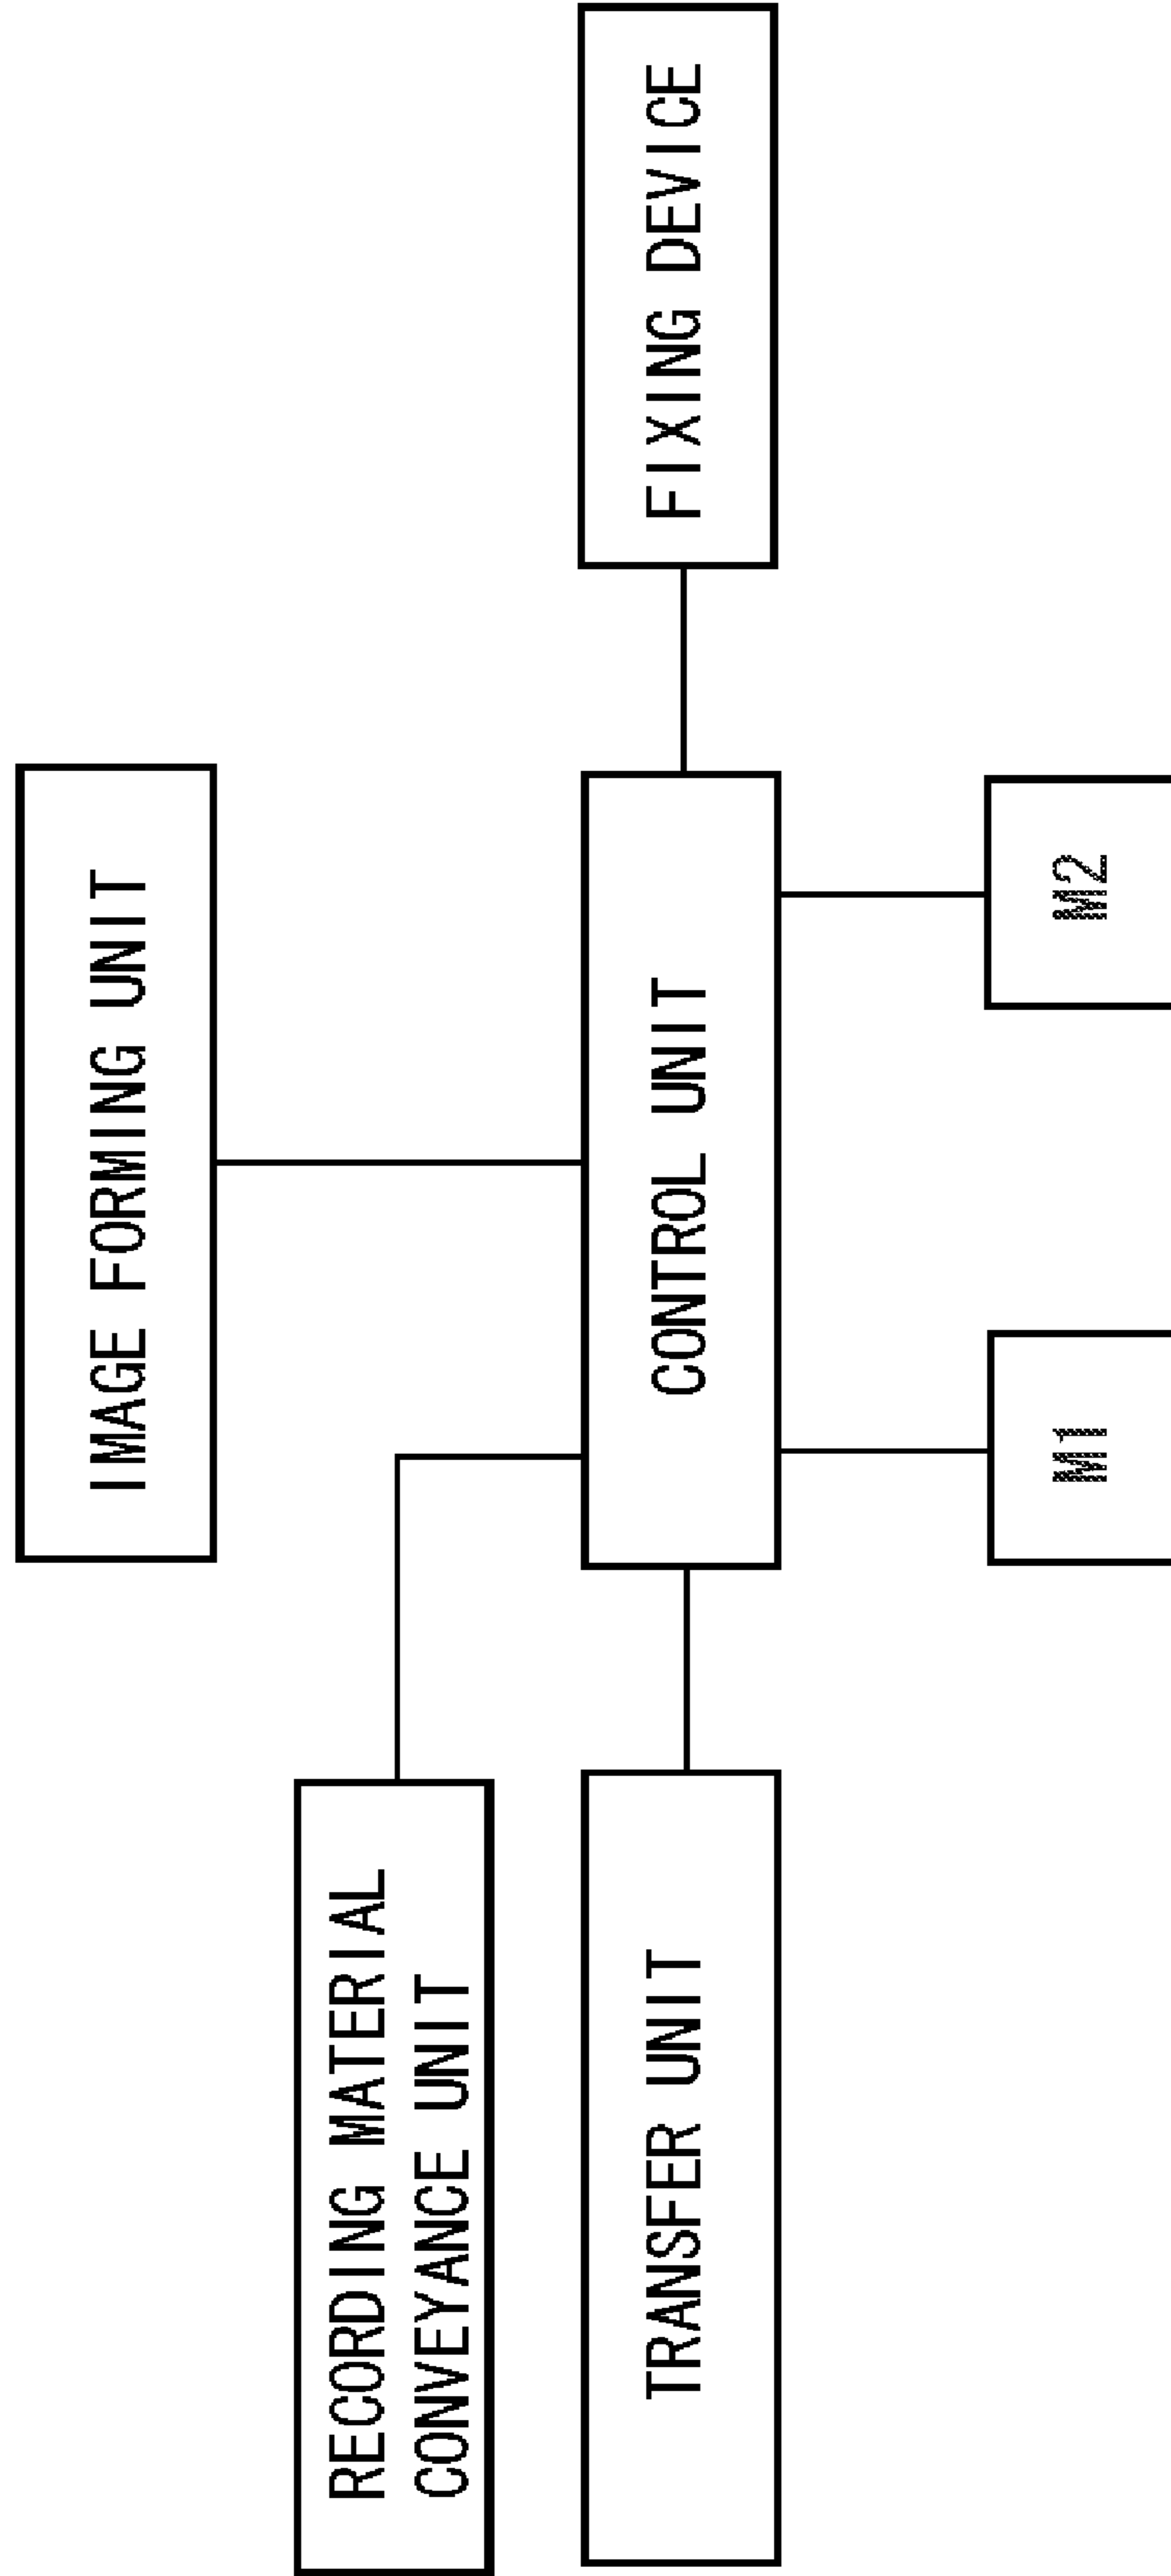 IMAGE FORMING UNIT
RECORDING MATERIAL
CONVEYANCE UNIT
TRANSFER UNIT
CONTROL UNIT
FIXING DEVICE
M1
M2